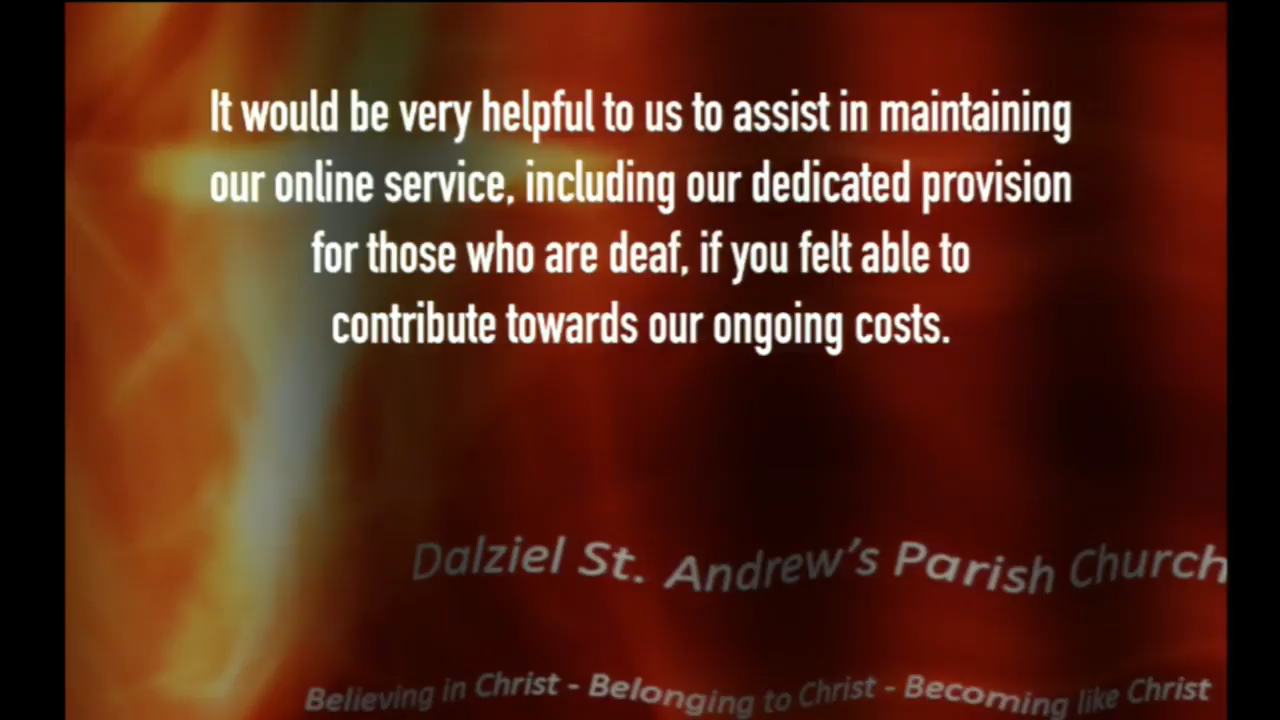 It would be very helpful to us to assist in maintaining
our online service, including our dedicated provision
for those who are deaf, if you felt able to
contribute towards our ongoing costs.
Dalziel St. Andrew's Parish Church
Believing in Christ - Belonging to Christ - Becoming like Christ